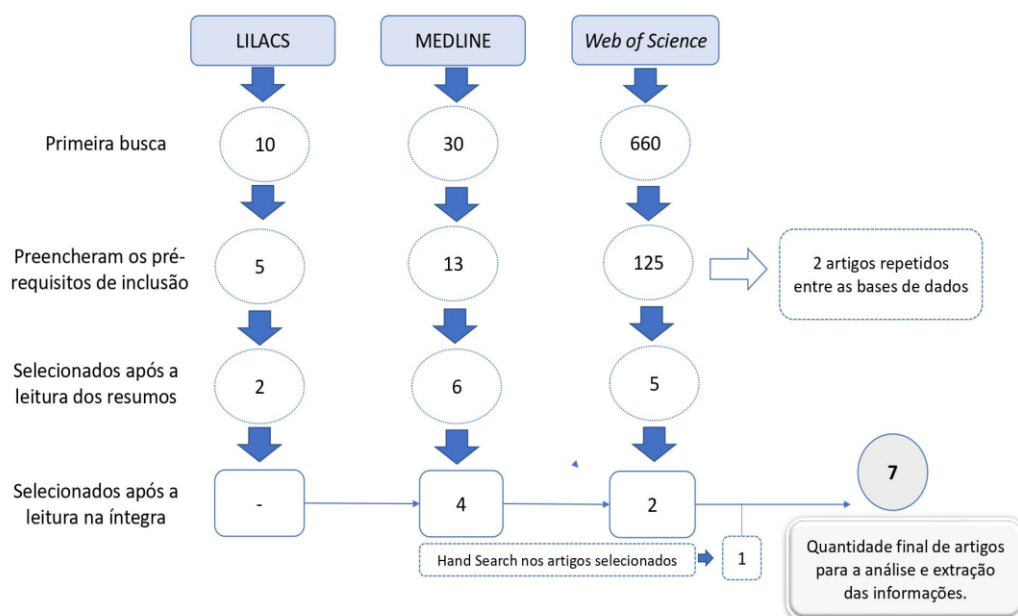 LILACS
MEDLINE
Web of Science
Primeira busca
10
30
660
Preencheram os pré-
requisitos de inclusão
5
13
125
2 artigos repetidos
entre as bases de dados
Selecionados após a
leitura dos resumos
2
6
5
Selecionados após a
leitura na íntegra
-
4
2
7
Hand Search nos artigos selecionados
1
Quantidade final de artigos
para a análise e extração
das informações.